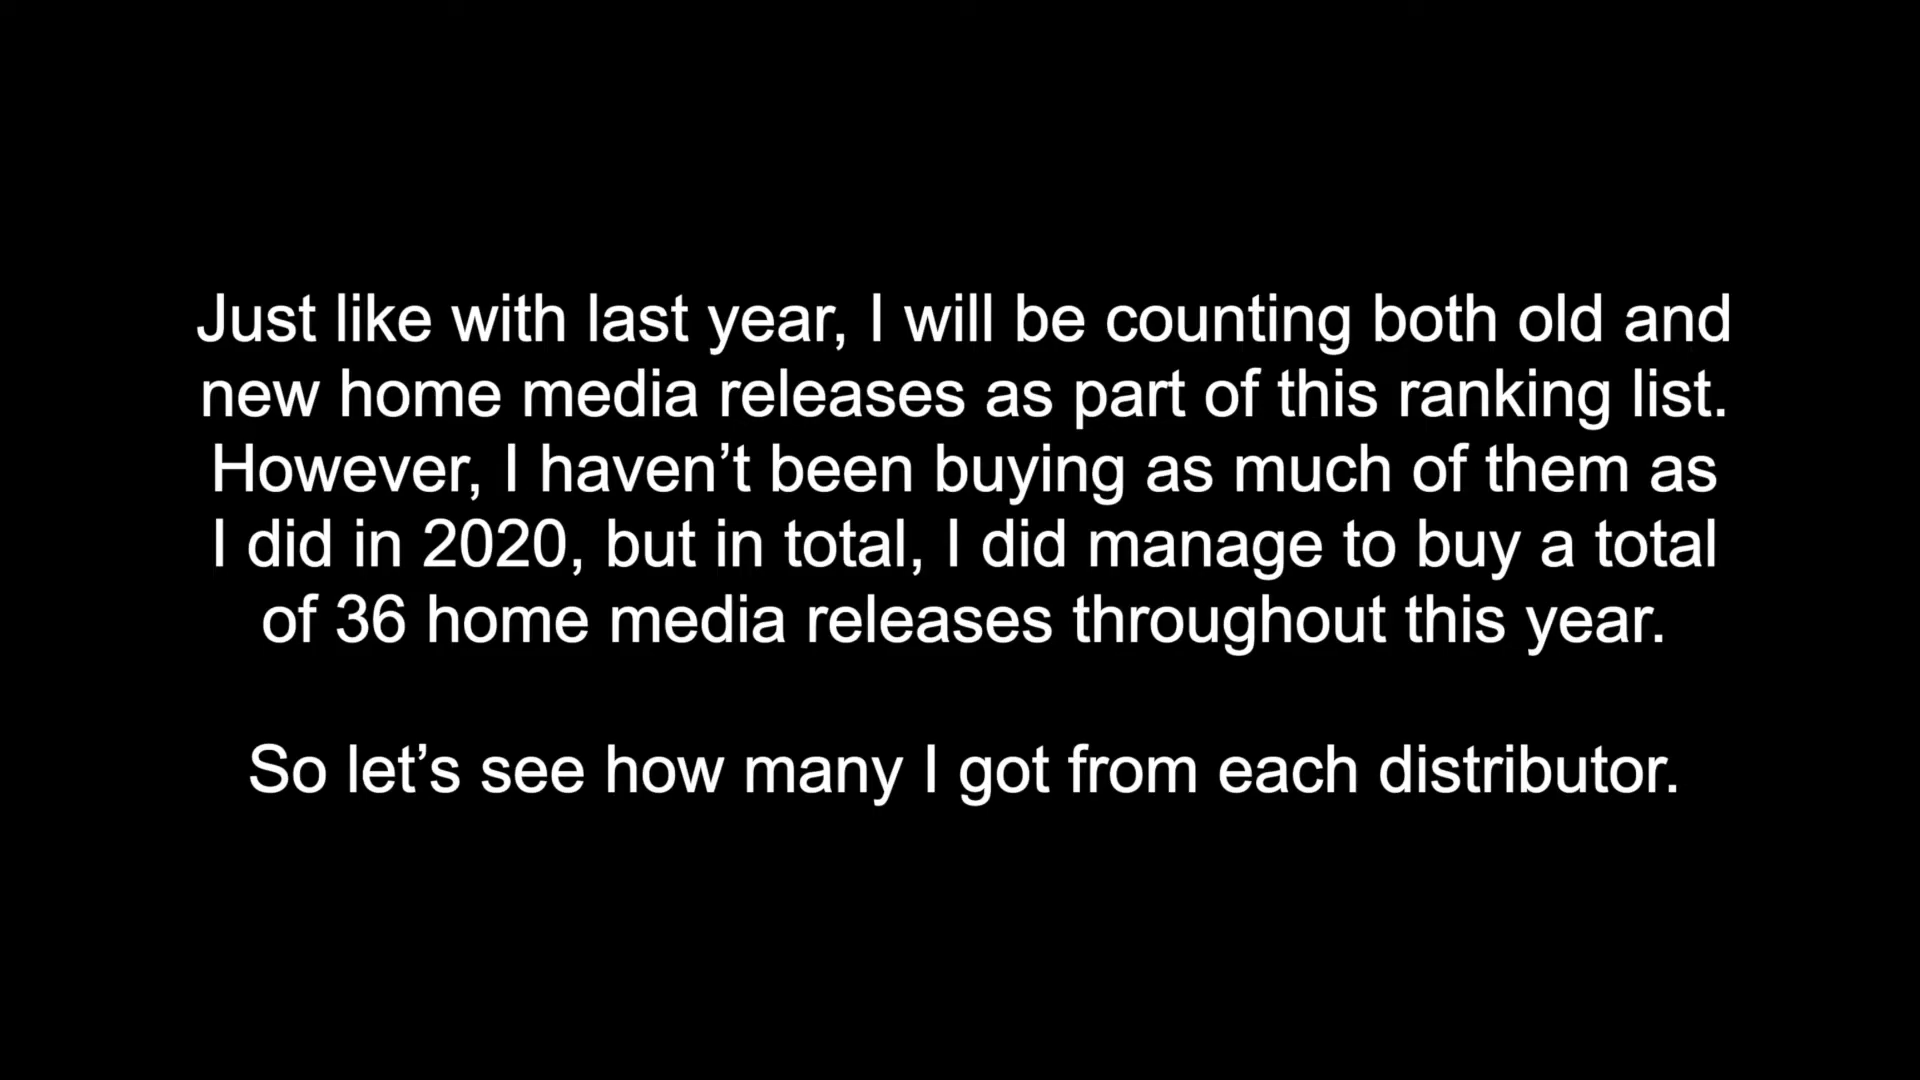 Just like with last year, I will be counting both old and
new home media releases as part of this ranking list.
However, I haven’t been buying as much of them as
I did in 2020, but in total, I did manage to buy a total
of 36 home media releases throughout this year.
So let’s see how many I got from each distributor.